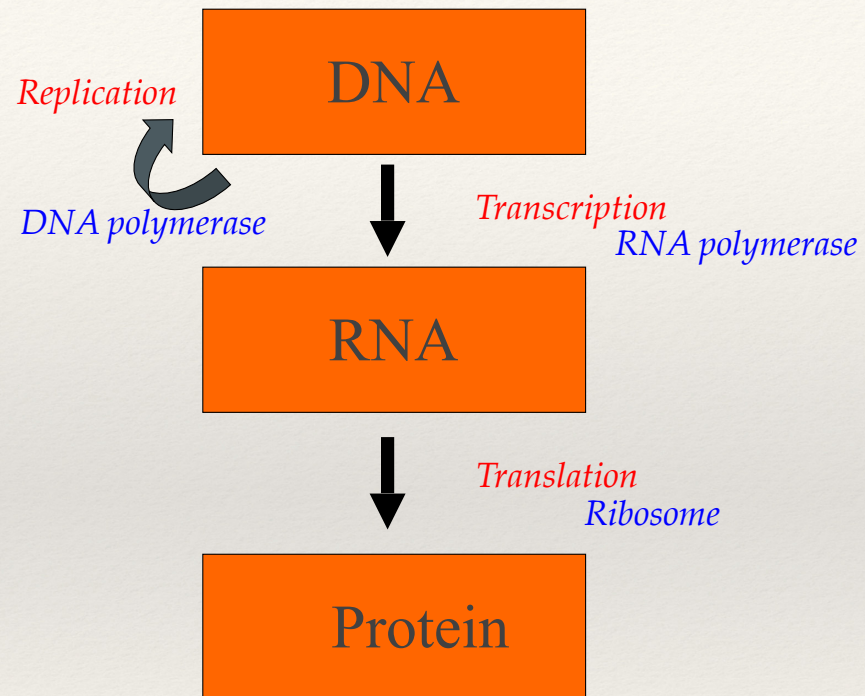 DNA
Replication
DNA polymerase
Transcription
RNA polymerase
RNA
Translation
Ribosome
Protein